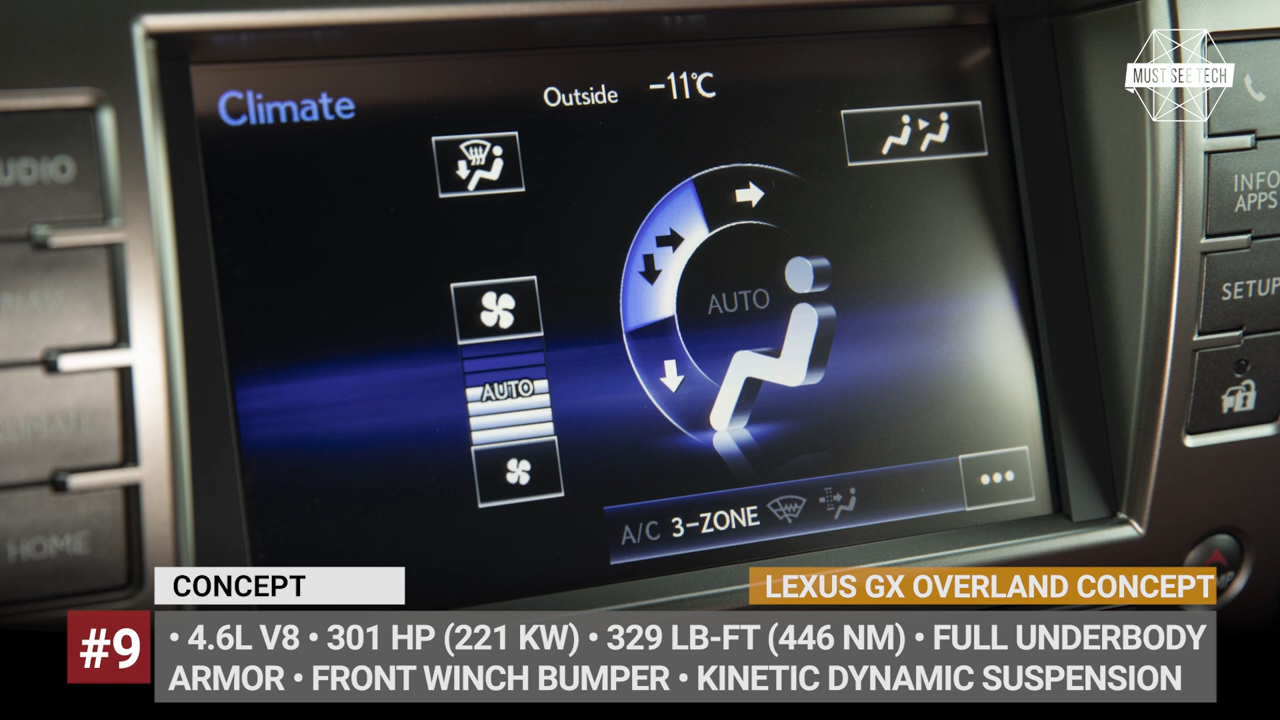 MUST SEE TECH
Climate
Outside -11°C
AUDIO
INFO
APPS
AUTO
SETUP
AUTO
A/C 3-ZONE
HOME
CONCEPT
LEXUS GX OVERLAND CONCEPT
#9
• 4.6L V8 • 301 HP (221 KW) • 329 LB-FT (446 NM) • FULL UNDERBODY
ARMOR • FRONT WINCH BUMPER • KINETIC DYNAMIC SUSPENSION